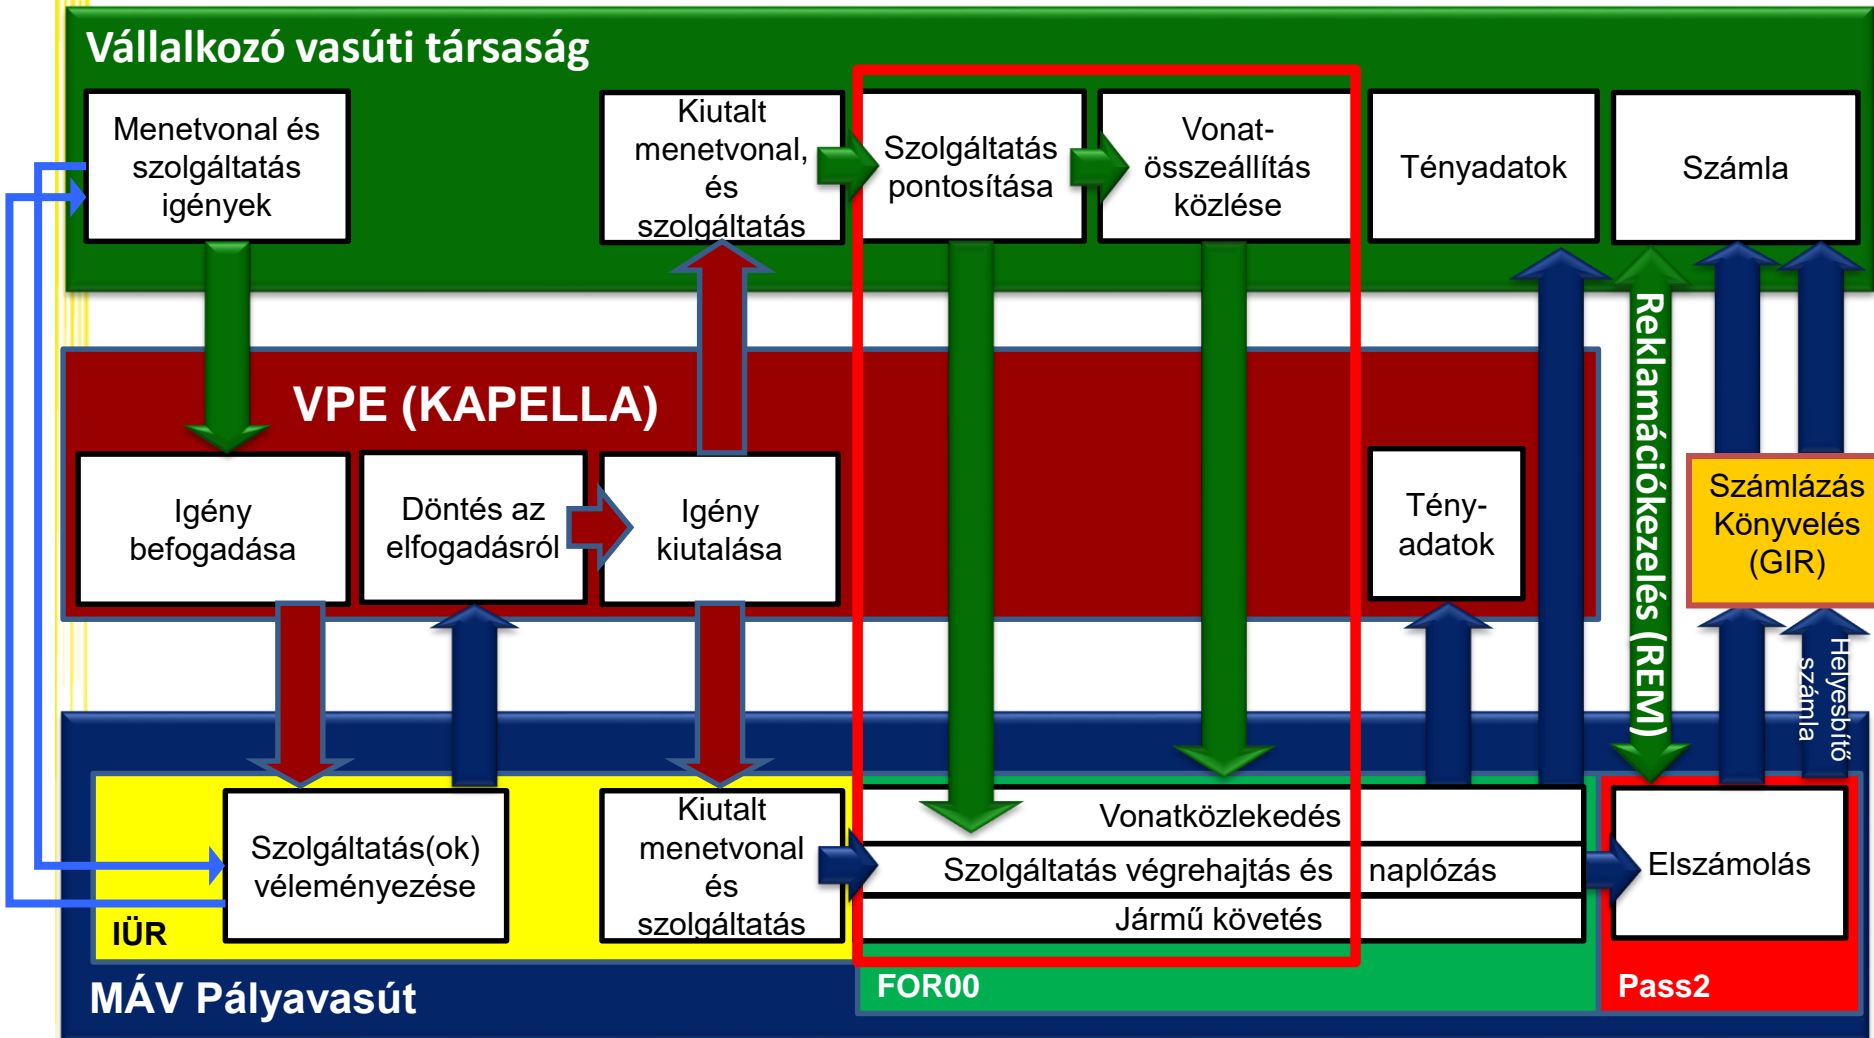 Vállalkozó vasúti társaság
Menetvonal és
szolgáltatás
igények
Kiutalt
menetvonal,
és
szolgáltatás
Szolgáltatás
pontosítása
Vonat-
összeállítás
közlése
Tényadatok
Számla
VPE (KAPELLA)
Igény
befogadása
Döntés az
elfogadásról
Igény
kiutalása
Tény-
adatok
Reklamációkezelés (REM)
Számlázás
Könyvelés
(GIR)
Helyesbítő
számla
Szolgáltatás(ok)
véleményezése
IÜR
Kiutalt
menetvonal
és
szolgáltatás
Vonatközlekedés
Szolgáltatás végrehajtás és naplózás
Jármű követés
Elszámolás
MÁV Pályavasút
FOR00
Pass2